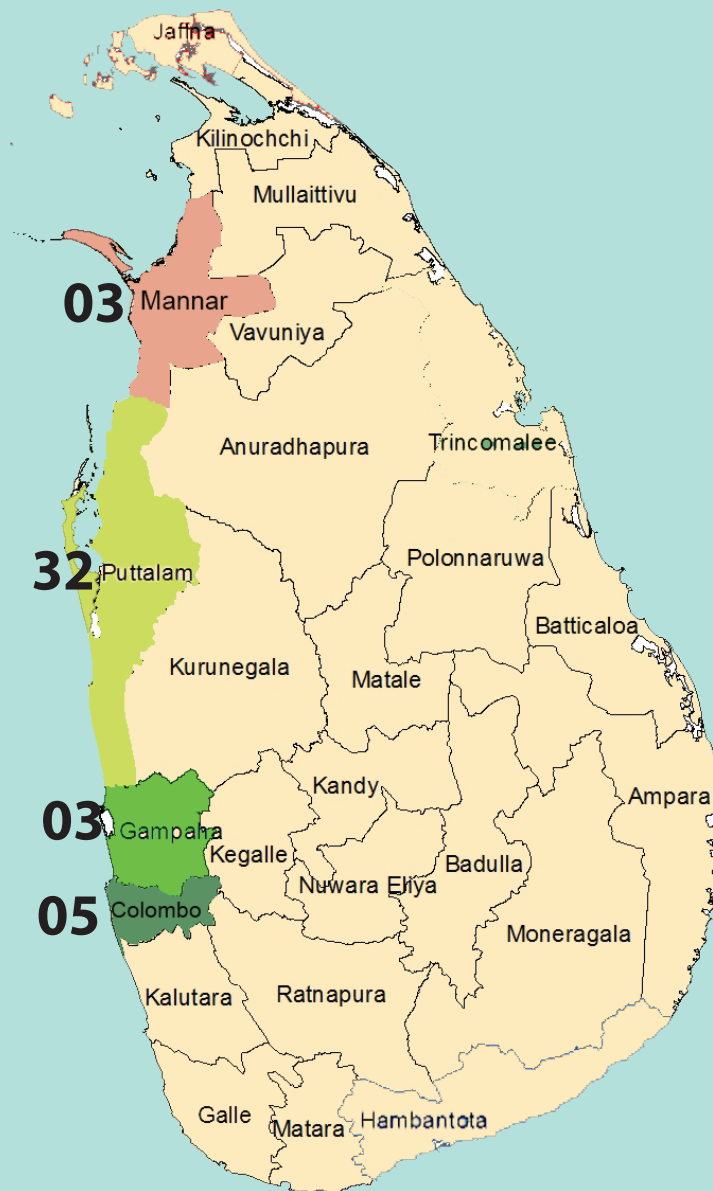 Jaffna
Kilinochchi
Mullaittivu
03 Mannar
Vavuniya
Anuradhapura
Trincomalee
32 Puttalam
Polonnaruwa
Batticaloa
Kurunegala
Matale
Kandy
Ampara
03 Gampaha
Kegalle
Badulla
Nuwara Eliya
05 Colombo
Moneragala
Kalutara
Ratnapura
Galle
Matara
Hambantota